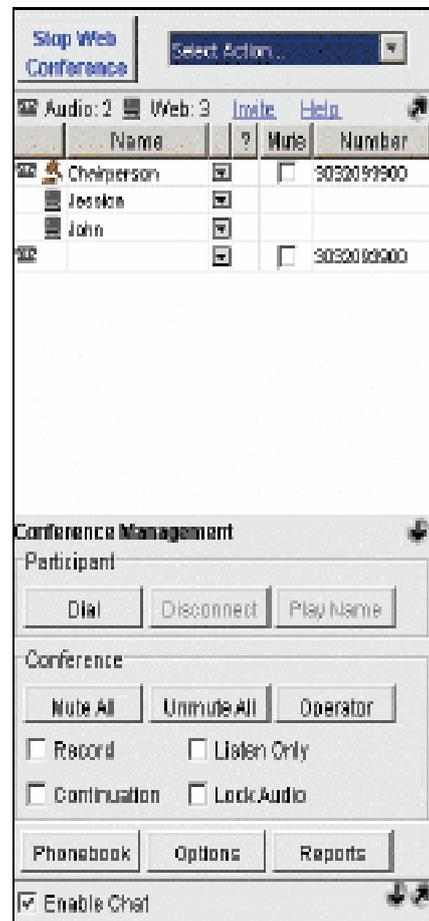 Stop Web Conference
Select Action...
Audio: 2 Web: 3 Invite Help
Name ? Mute Number
Chairperson 3032099900
Jessica
John
3032099900
Conference Management
Participant
Dial Disconnect Play Name
Conference
Mute All Unmute All Operator
Record Listen Only
Continuation Lock Audio
Phonebook Options Reports
Enable Chat